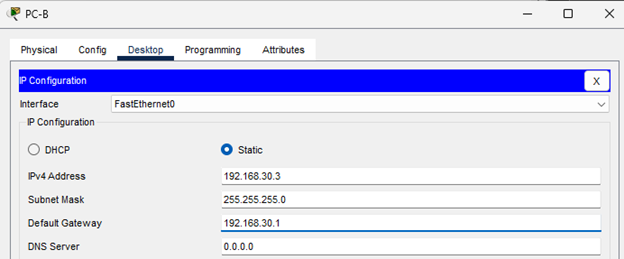 PC-B
Physical Config Desktop Programming Attributes
IP Configuration X
Interface FastEthernet0
IP Configuration
DHCP Static
IPv4 Address 192.168.30.3
Subnet Mask 255.255.255.0
Default Gateway 192.168.30.1
DNS Server 0.0.0.0